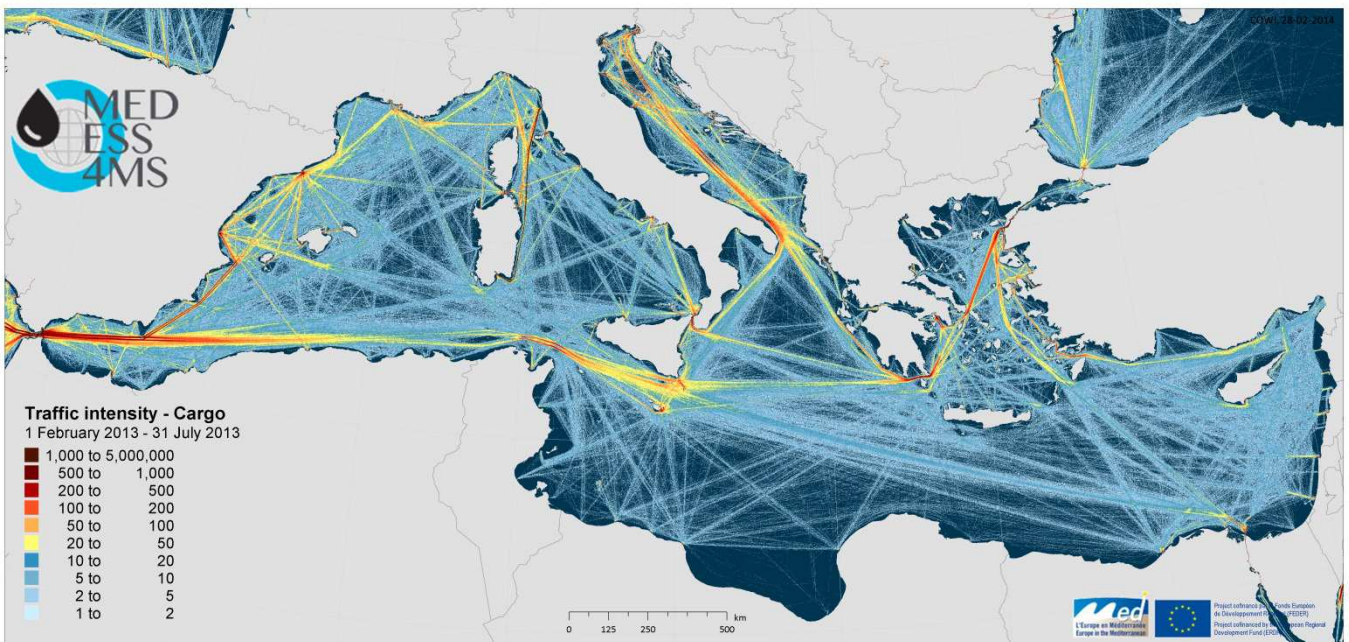 COWI, 28-02-2014
MED
ESS
4MS
Traffic intensity - Cargo
1 February 2013 - 31 July 2013
1,000 to 5,000,000
500 to 1,000
200 to 500
100 to 200
50 to 100
20 to 50
10 to 20
5 to 10
2 to 5
1 to 2
km
0 125 250 500
Med
L'Europe en Méditerranée
Europe in the Mediterranean
Project cofinancé par le Fonds Européen
de Développement Régional (FEDER)
Project cofinanced by the European Regional
Development Fund (ERDF)